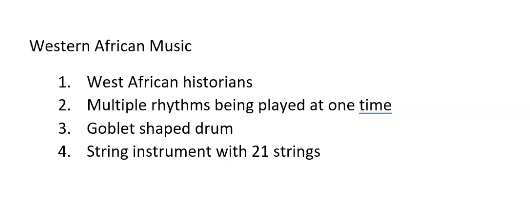 Western African Music
1. West African historians
2. Multiple rhythms being played at one time
3. Goblet shaped drum
4. String instrument with 21 strings